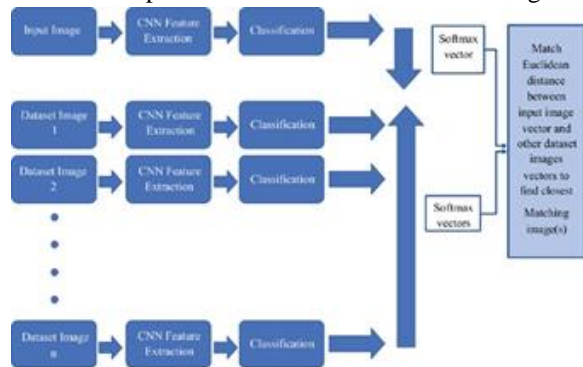 Input Image
CNN Feature
Extraction
Classification
Softmax
vector
Match
Euclidean
distance
between
input image
vector and
other dataset
images
vectors to
find closest
Matching
image(s)
Dataset Image
1
CNN Feature
Extraction
Classification
Dataset Image
2
CNN Feature
Extraction
Classification
Softmax
vectors
Dataset Image
n
CNN Feature
Extraction
Classification